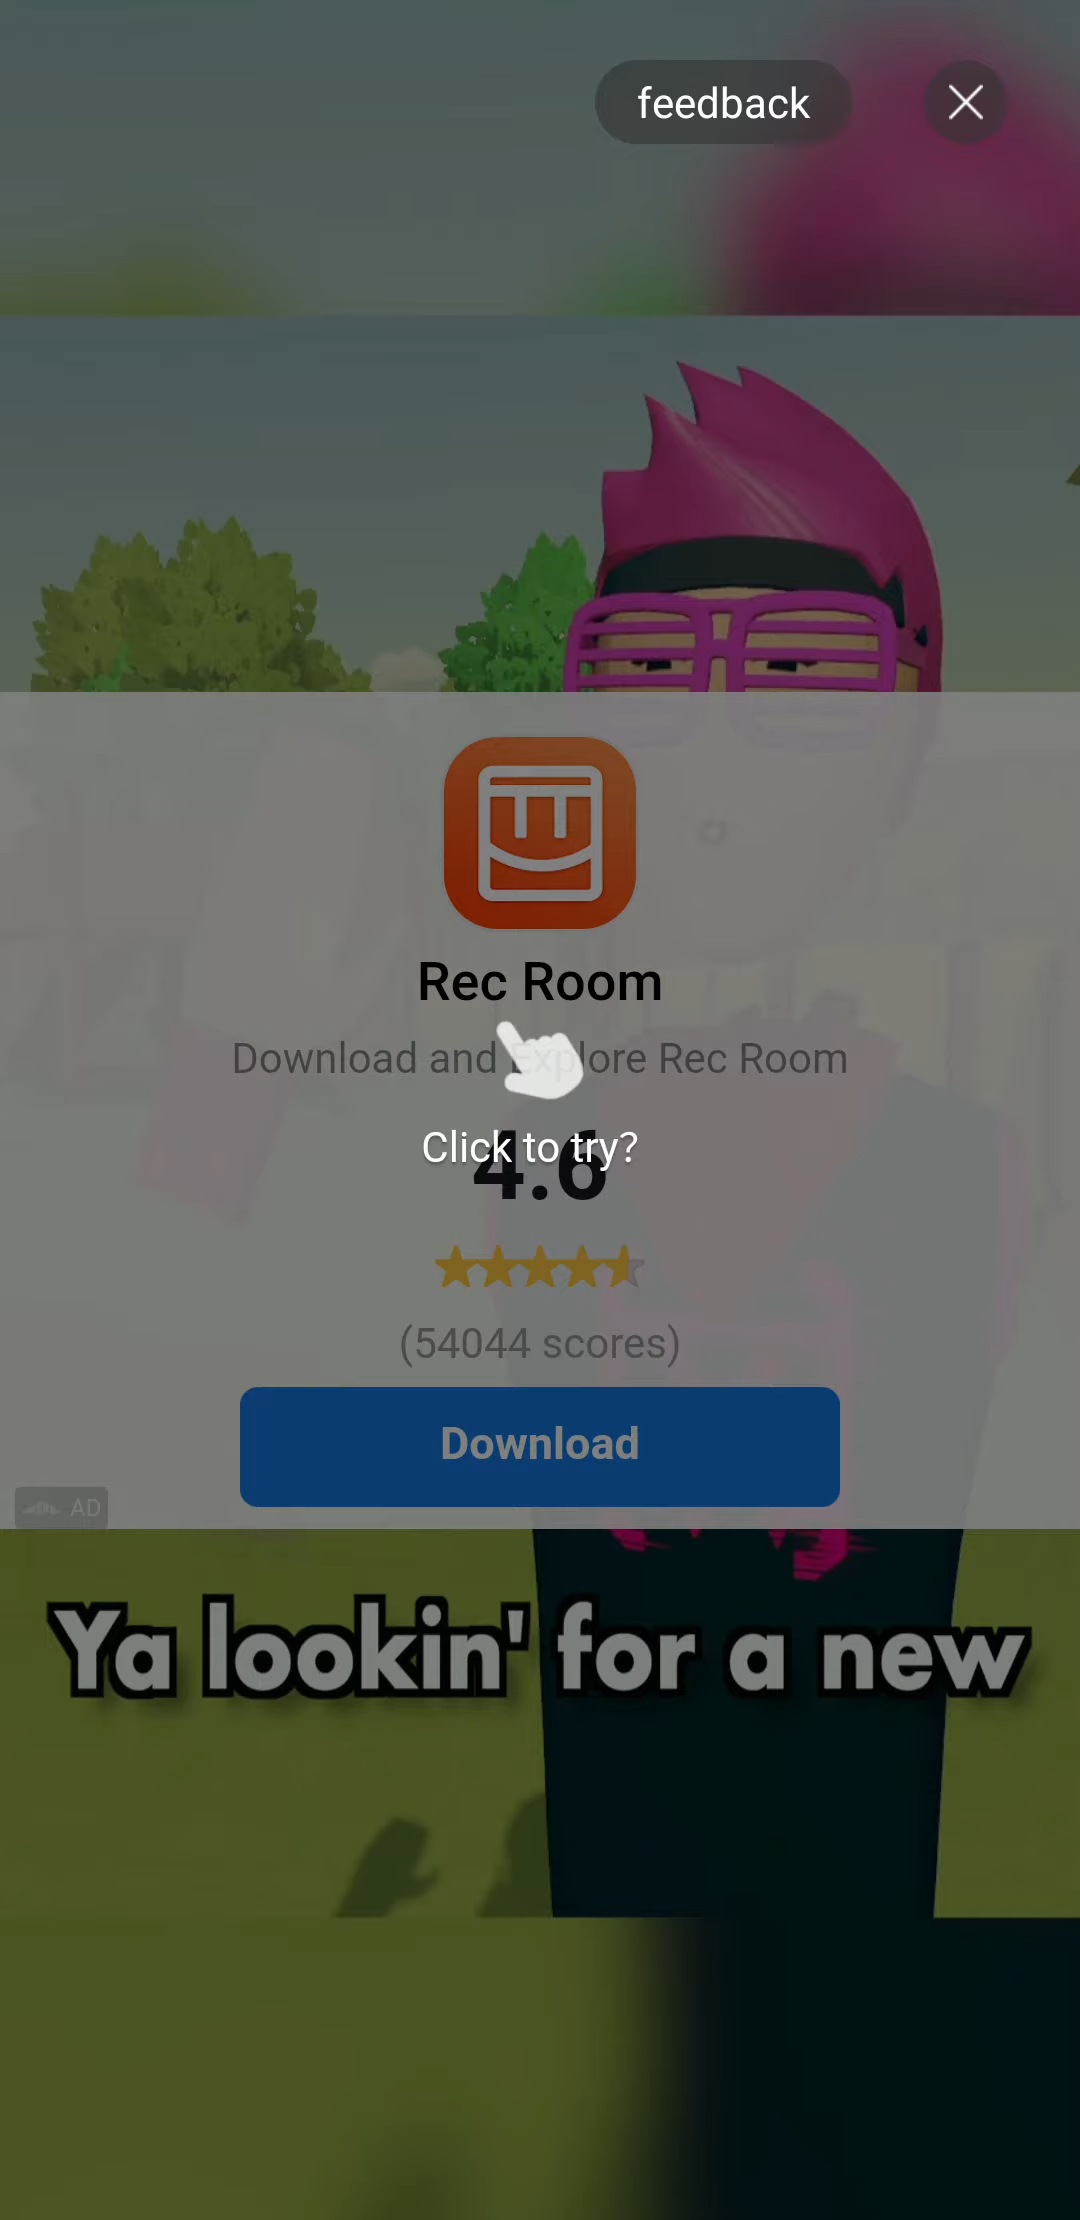 feedback
Rec Room
Download and Explore Rec Room
Click to try?
4.6
(54044 scores)
Download
AD
Ya lookin' for a new